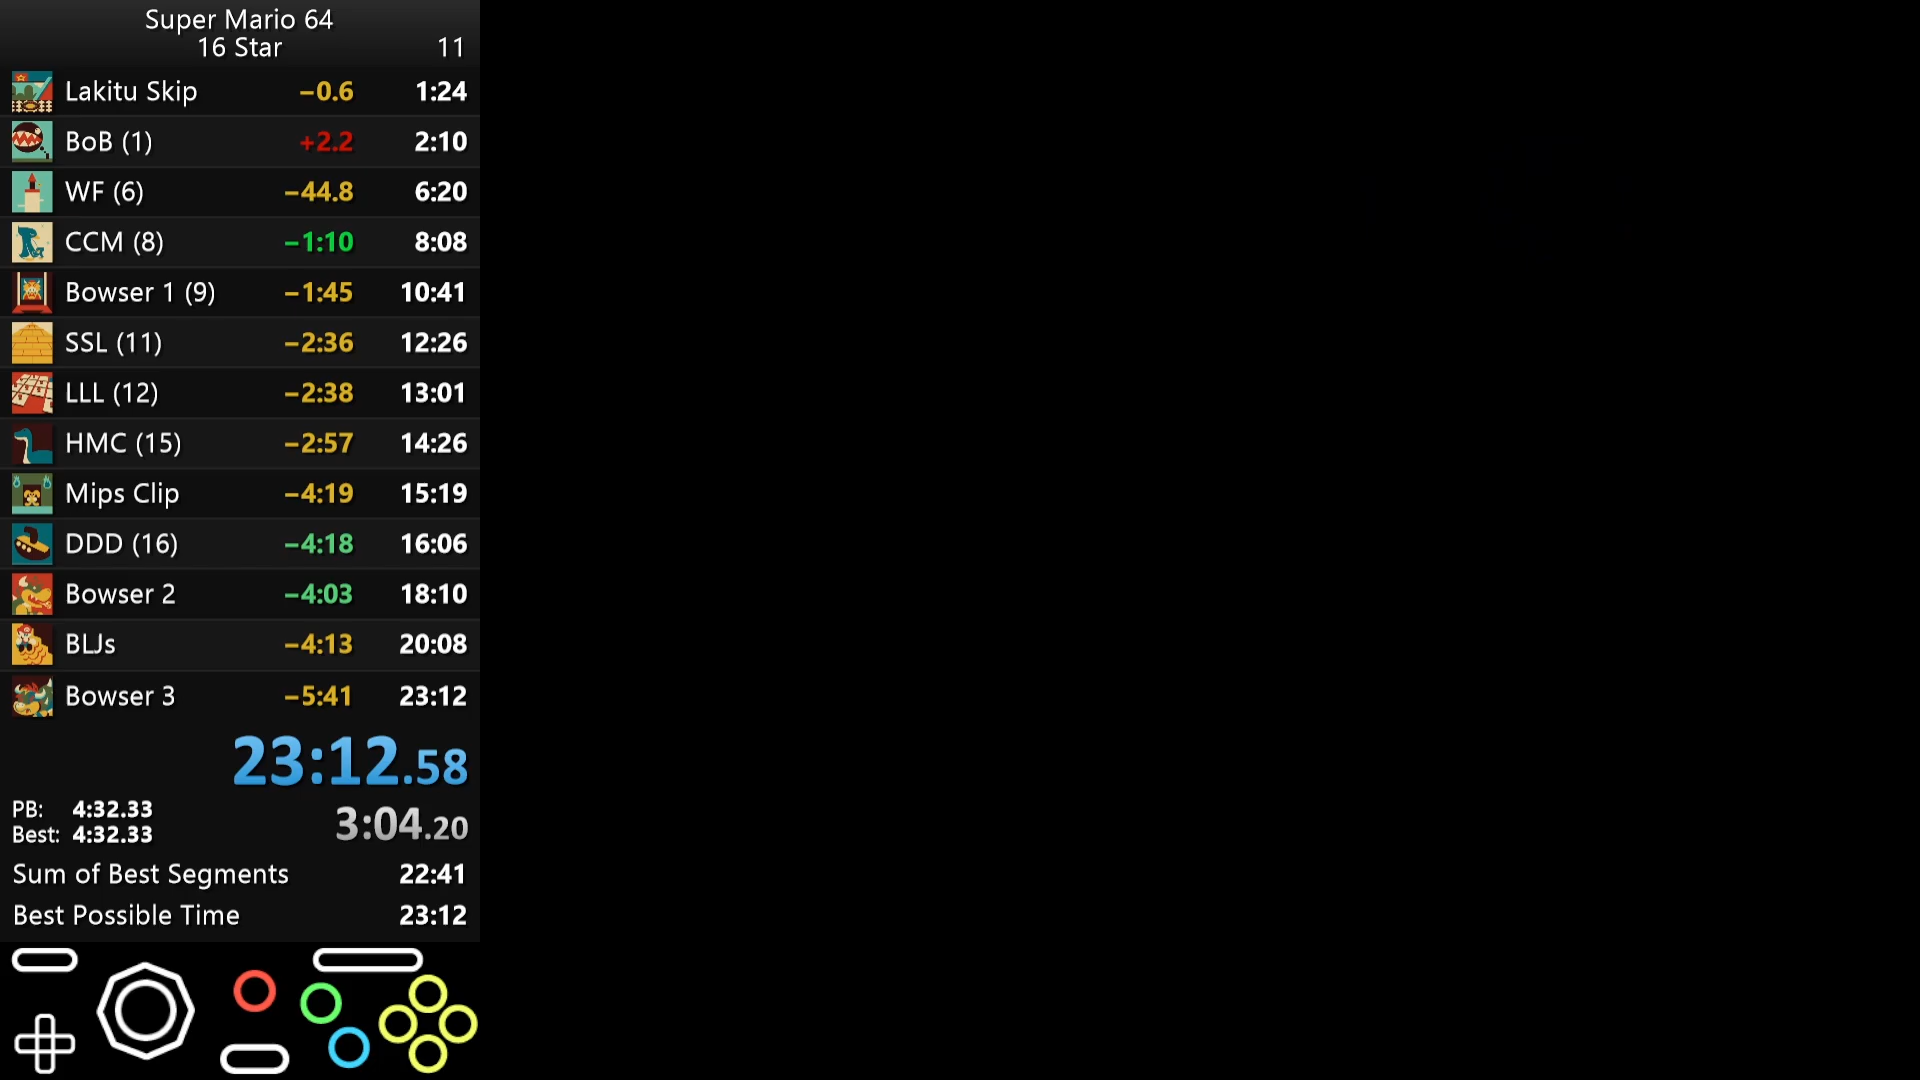 Super Mario 64
16 Star 11
Lakitu Skip −0.6 1:24
BoB (1) +2.2 2:10
WF (6) −44.8 6:20
CCM (8) −1:10 8:08
Bowser 1 (9) −1:45 10:41
SSL (11) −2:36 12:26
LLL (12) −2:38 13:01
HMC (15) −2:57 14:26
Mips Clip −4:19 15:19
DDD (16) −4:18 16:06
Bowser 2 −4:03 18:10
BLJs −4:13 20:08
Bowser 3 −5:41 23:12
23:12.58
PB: 4:32.33
Best: 4:32.33
3:04.20
Sum of Best Segments 22:41
Best Possible Time 23:12